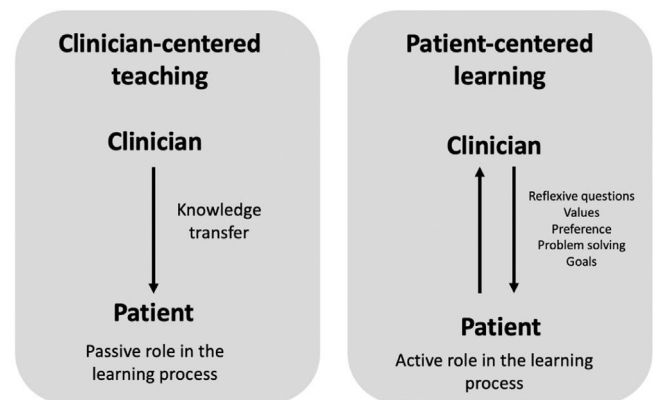 Clinician-centered
teaching
Clinician
Knowledge
transfer
Patient
Passive role in the
learning process
Patient-centered
learning
Clinician
Reflexive questions
Values
Preference
Problem solving
Goals
Patient
Active role in the learning
process